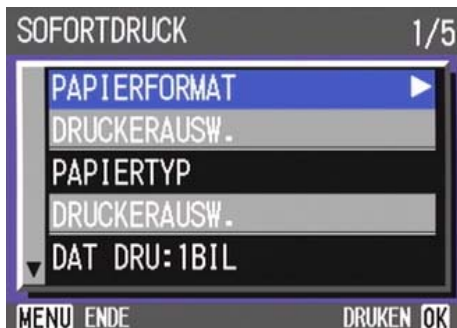 SOFORTDRUCK 1/5
PAPIERFORMAT
DRUCKERAUSW.
PAPIERTYP
DRUCKERAUSW.
DAT DRU:1BIL
MENU ENDE DRUKEN OK